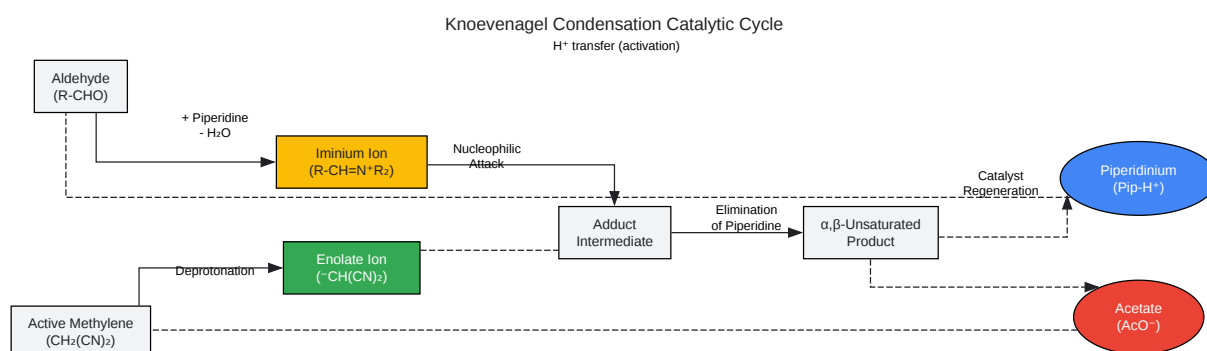 Knoevenagel Condensation Catalytic Cycle
H⁺ transfer (activation)
Aldehyde
(R-CHO)
+ Piperidine
- H₂O
Iminium Ion
(R-CH=N⁺R₂)
Nucleophilic
Attack
Catalyst
Regeneration
Piperidinium
(Pip-H⁺)
Adduct
Intermediate
Elimination
of Piperidine
α,β-Unsaturated
Product
Enolate Ion
(⁻CH(CN)₂)
Deprotonation
Active Methylene
(CH₂(CN)₂)
Acetate
(AcO⁻)